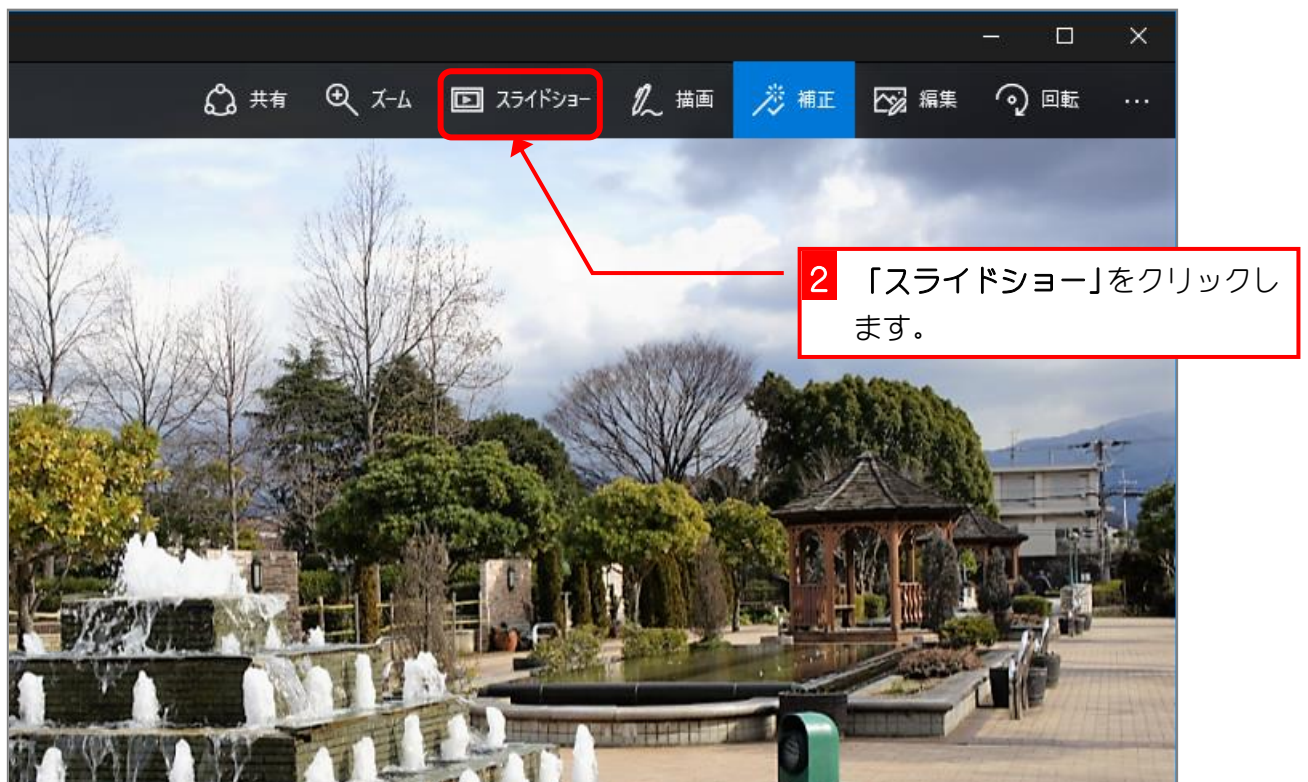 共有 ズーム スライドショー 描画 補正 編集 回転 …
2 「スライドショー」をクリックし
ます。